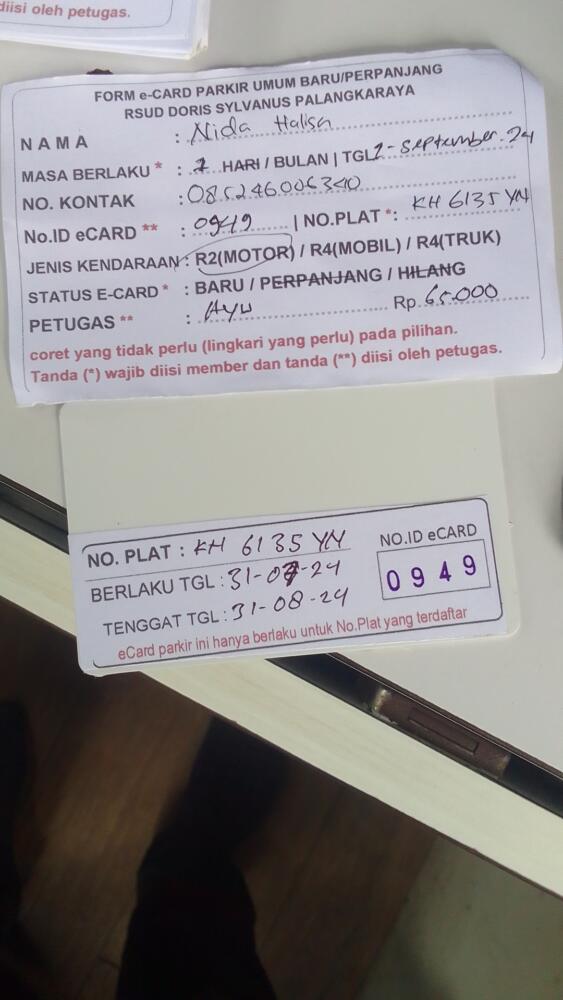 diisi oleh petugas.
FORM e-CARD PARKIR UMUM BARU/PERPANJANG
RSUD DORIS SYLVANUS PALANGKARAYA
NAMA : Nida Halisa
MASA BERLAKU * : 1 HARI / BULAN | TGL 1-September-24
NO. KONTAK : 085246006340
No.ID eCARD ** : 0949 | NO.PLAT *: KH 6135 YN
JENIS KENDARAAN : R2(MOTOR) / R4(MOBIL) / R4(TRUK)
STATUS E-CARD * : BARU / PERPANJANG / HILANG
PETUGAS ** : Ayu Rp. 65.000
coret yang tidak perlu (lingkari yang perlu) pada pilihan.
Tanda (*) wajib diisi member dan tanda (**) diisi oleh petugas.
NO. PLAT : KH 6135 YN
NO.ID eCARD
BERLAKU TGL : 31-07-24
0949
TENGGAT TGL : 31-08-24
eCard parkir ini hanya berlaku untuk No.Plat yang terdaftar